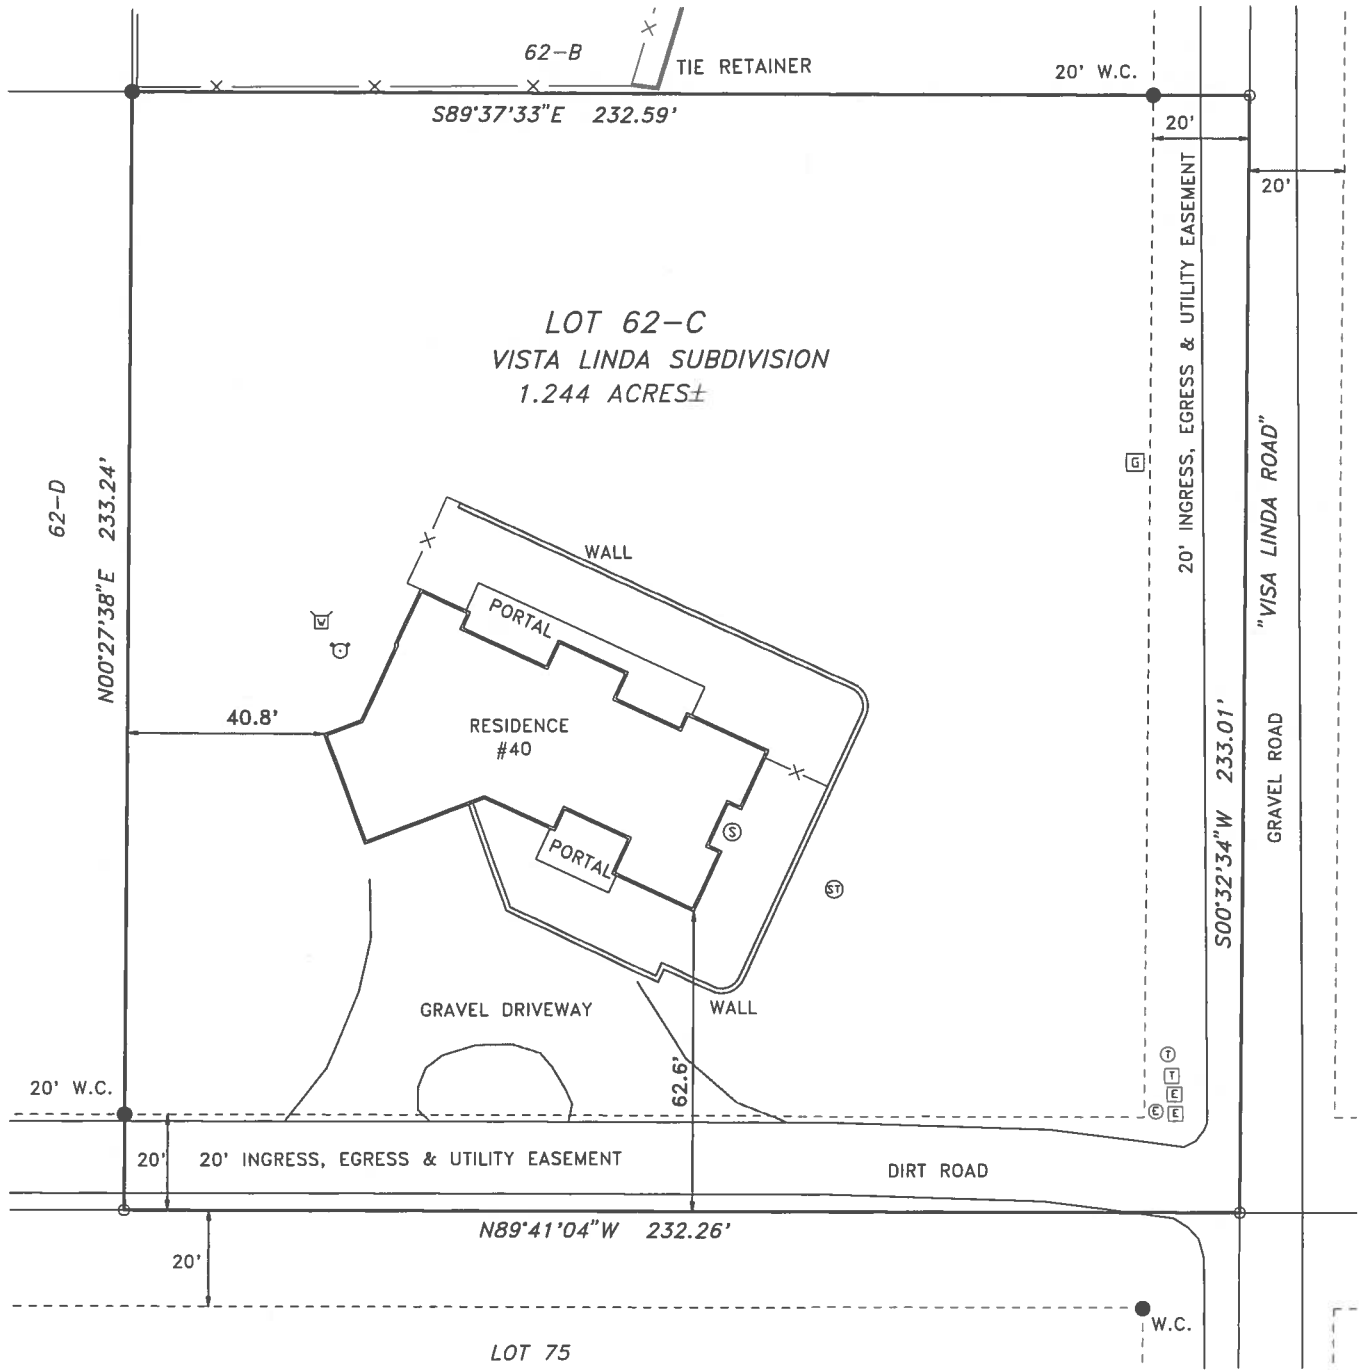 62-B
TIE RETAINER
20' W.C.
S89°37'33"E 232.59'
20'
20'
20' INGRESS, EGRESS & UTILITY EASEMENT
LOT 62-C
VISTA LINDA SUBDIVISION
1.244 ACRES±
"VISA LINDA ROAD"
G
62-D
N00°27'38"E 233.24'
WALL
PORTAL
W
40.8'
RESIDENCE
#40
S00°32'34"W 233.01'
GRAVEL ROAD
S
PORTAL
ST
GRAVEL DRIVEWAY
WALL
62.6'
T
T
E
E
E
20' W.C.
20'
20' INGRESS, EGRESS & UTILITY EASEMENT
DIRT ROAD
N89°41'04"W 232.26'
20'
W.C.
LOT 75